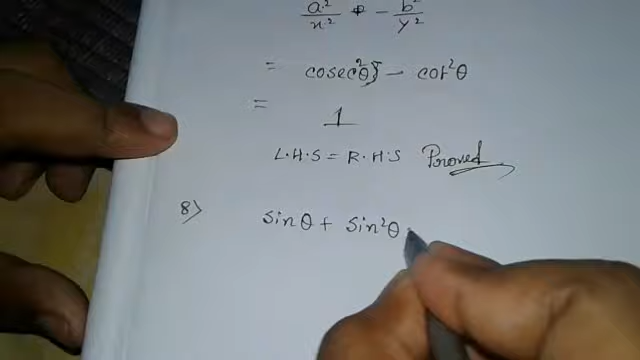 a²/x² - b²/y²
= cosec²θ - cot²θ
= 1
L.H.S = R.H.S Proved
8) sinθ + sin²θ